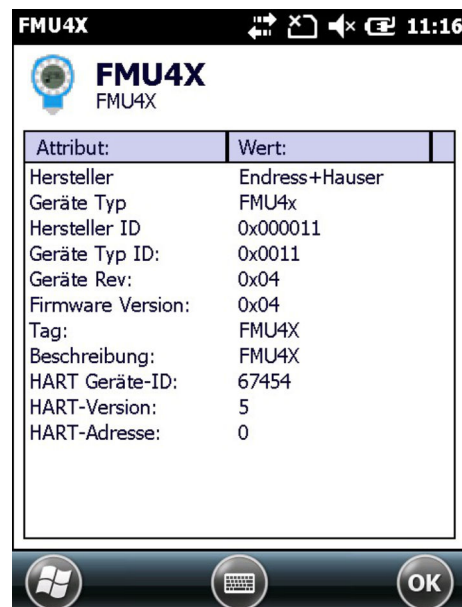 FMU4X 11:16
FMU4X
FMU4X
Attribut: Wert:
Hersteller Endress+Hauser
Geräte Typ FMU4x
Hersteller ID 0x000011
Geräte Typ ID: 0x0011
Geräte Rev: 0x04
Firmware Version: 0x04
Tag: FMU4X
Beschreibung: FMU4X
HART Geräte-ID: 67454
HART-Version: 5
HART-Adresse: 0
OK